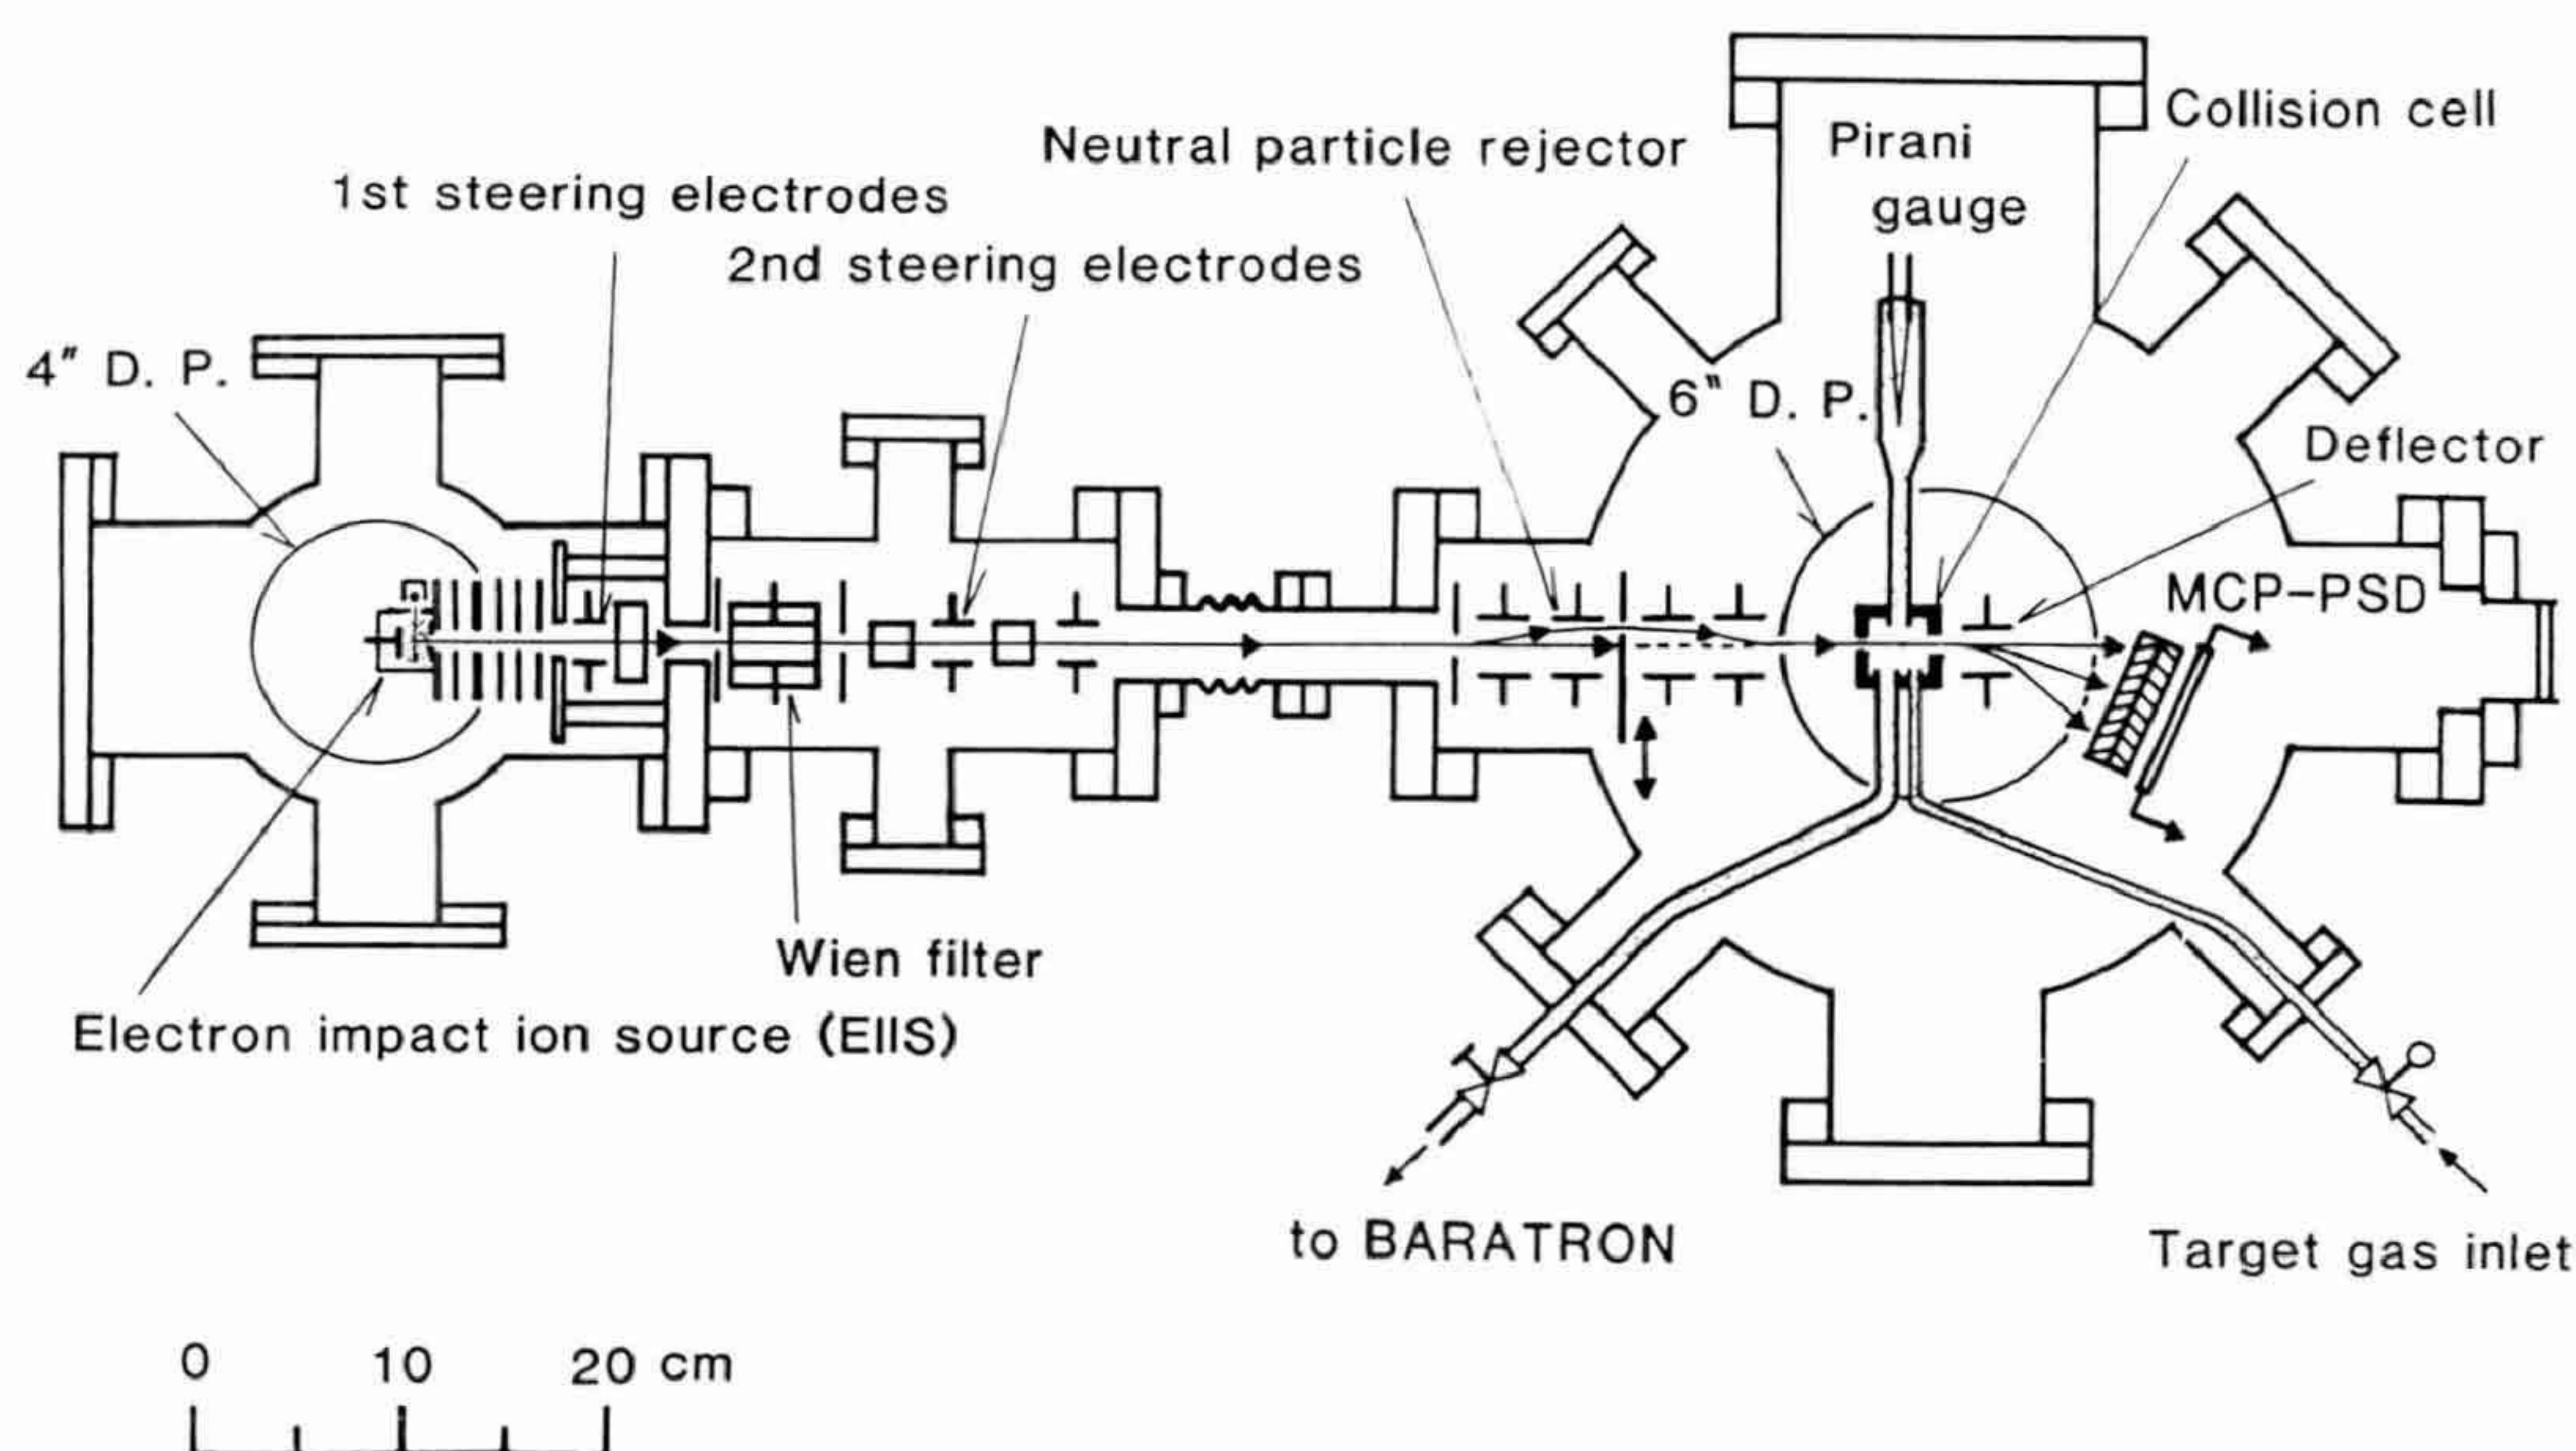 Collision cell
Neutral particle rejector
Pirani
gauge
1st steering electrodes
2nd steering electrodes
4" D. P.
6" D. P.
Deflector
MCP-PSD
Wien filter
Electron impact ion source (EIIS)
to BARATRON
Target gas inlet
0 10 20 cm